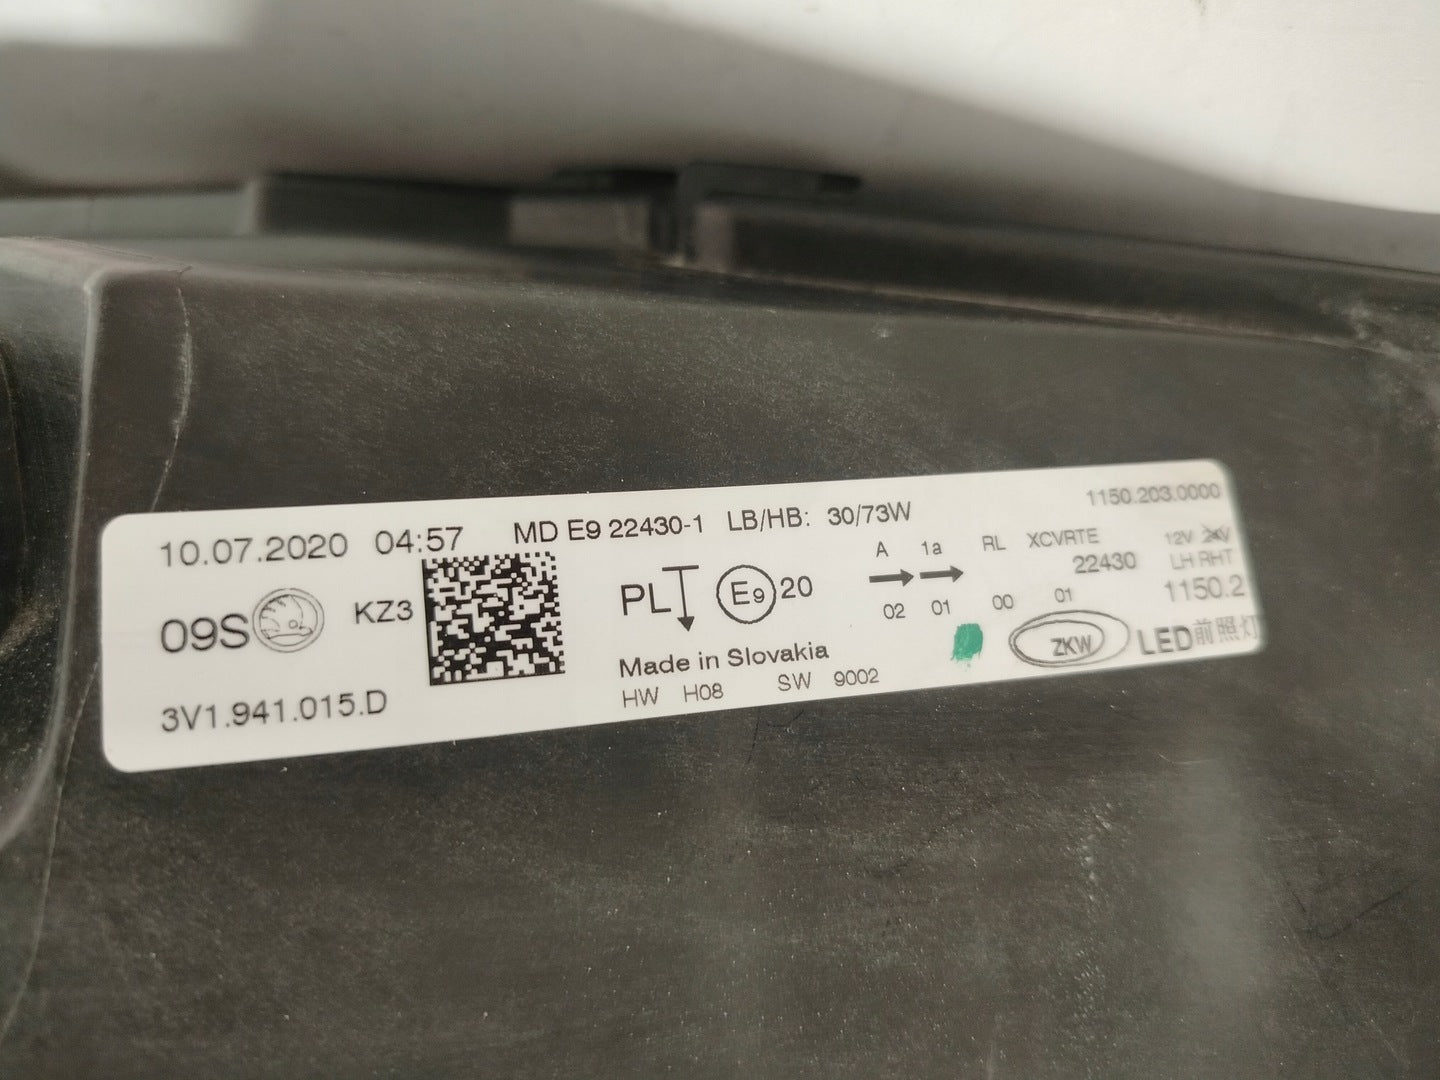 10.07.2020 04:57 MD E9 22430-1 LB/HB: 30/73W 1150.203.0000
09S KZ3 PL E9 20 A 1a RL XCVRTE 12V 24V
22430 LH RHT
02 01 00 01 1150.2
Made in Slovakia ZKW LED前照灯
3V1.941.015.D HW H08 SW 9002